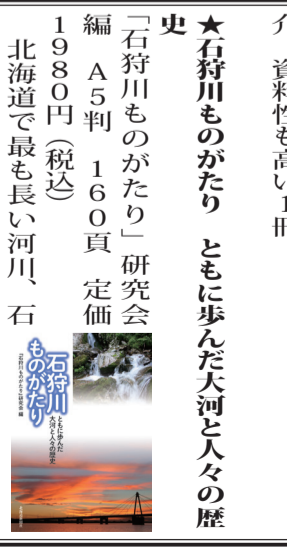 介、資料性も高い1冊
★石狩川ものがたり　ともに歩んだ大河と人々の歴
史
「石狩川ものがたり」研究会
編　A5判　160頁　定価
1980円（税込）
北海道で最も長い河川、石
石狩川
ものがたり
ともに歩んだ
大河と人々の歴史
「石狩川ものがたり」研究会 編